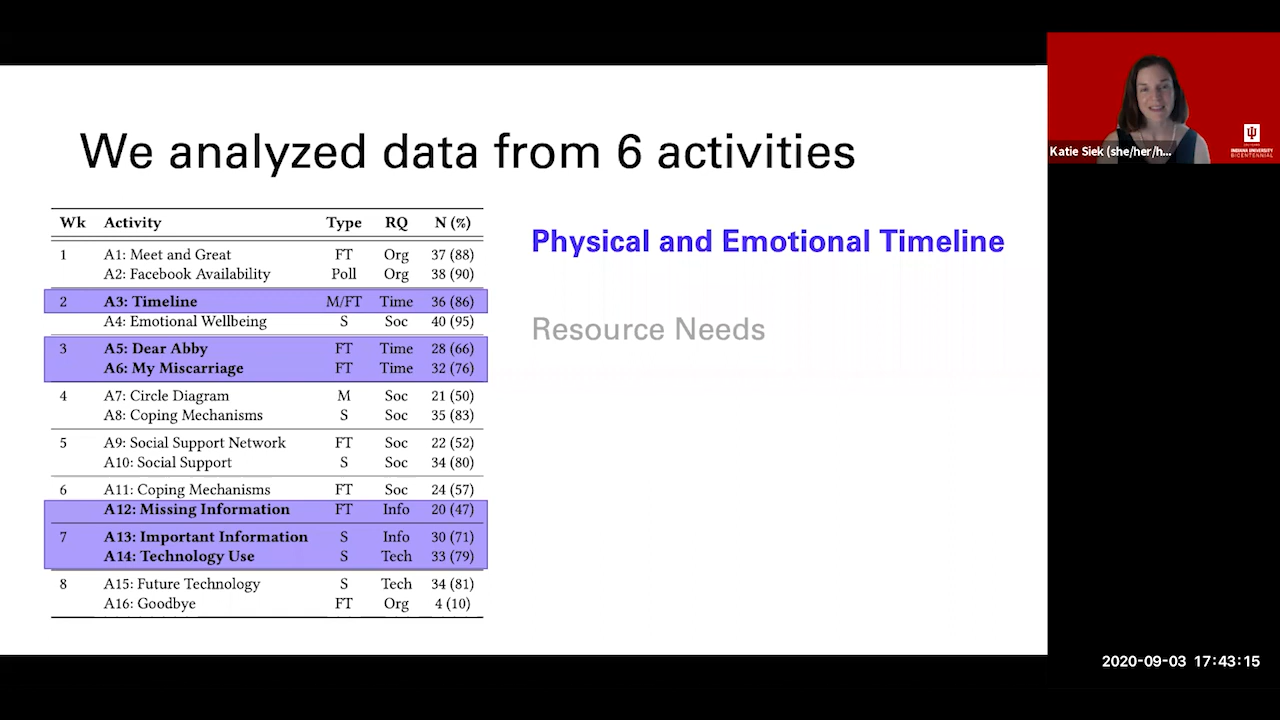 We analyzed data from 6 activities
Wk Activity Type RQ N (%)
1 A1: Meet and Great FT Org 37 (88)
A2: Facebook Availability Poll Org 38 (90)
2 A3: Timeline M/FT Time 36 (86)
A4: Emotional Wellbeing S Soc 40 (95)
3 A5: Dear Abby FT Time 28 (66)
A6: My Miscarriage FT Time 32 (76)
4 A7: Circle Diagram M Soc 21 (50)
A8: Coping Mechanisms S Soc 35 (83)
5 A9: Social Support Network FT Soc 22 (52)
A10: Social Support S Soc 34 (80)
6 A11: Coping Mechanisms FT Soc 24 (57)
A12: Missing Information FT Info 20 (47)
7 A13: Important Information S Info 30 (71)
A14: Technology Use S Tech 33 (79)
8 A15: Future Technology S Tech 34 (81)
A16: Goodbye FT Org 4 (10)
Physical and Emotional Timeline
Resource Needs
Katie Siek (she/her/h...
INDIANA UNIVERSITY
BICENTENNIAL
2020-09-03 17:43:15